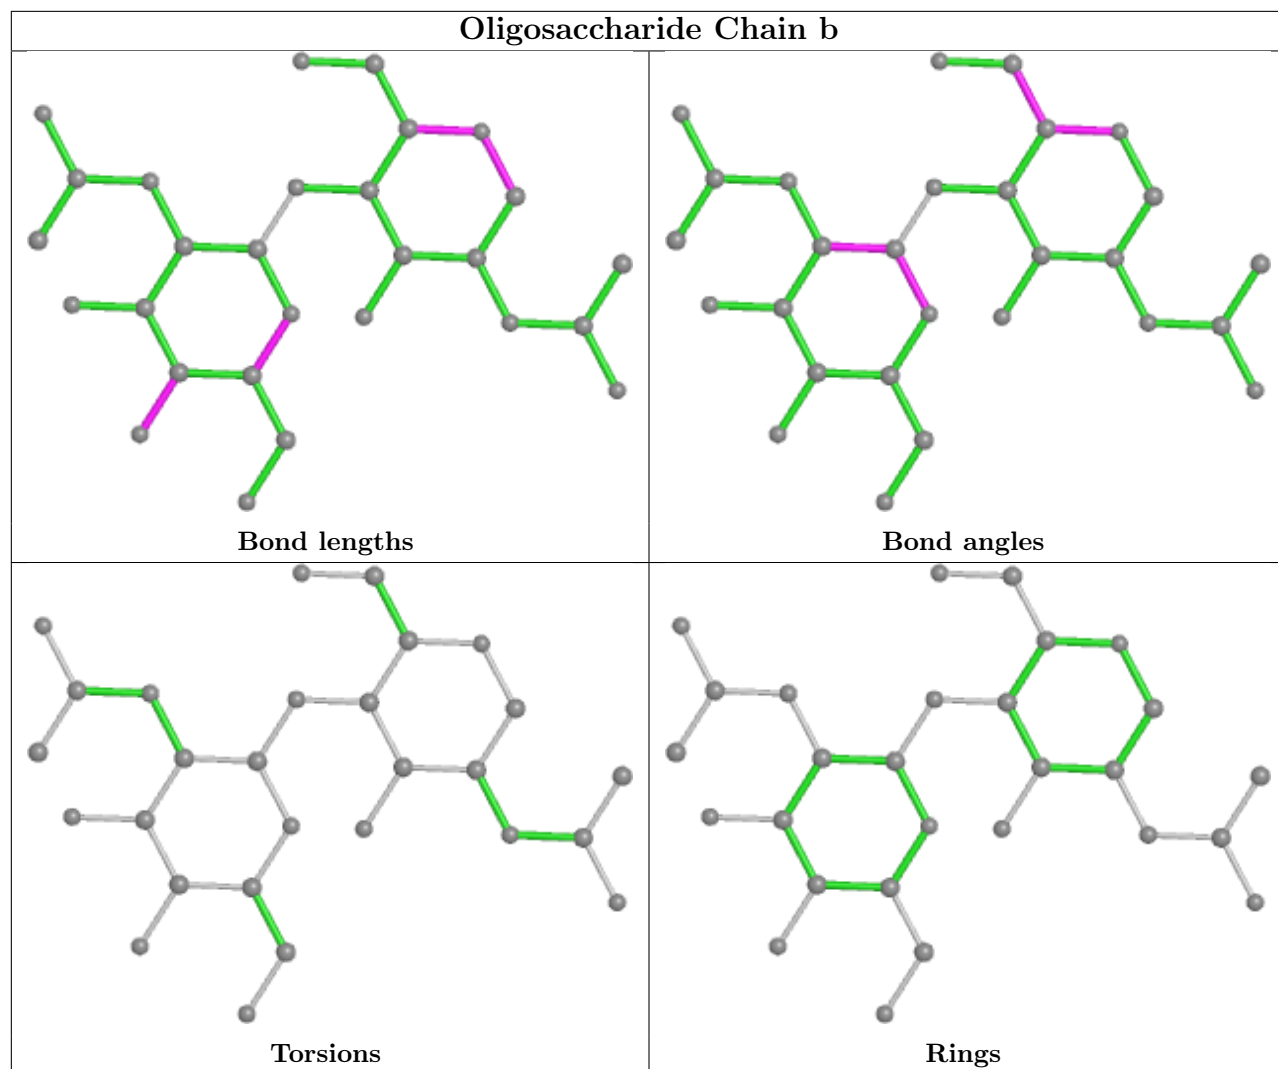 Oligosaccharide Chain b
Bond lengths
Bond angles
Torsions
Rings